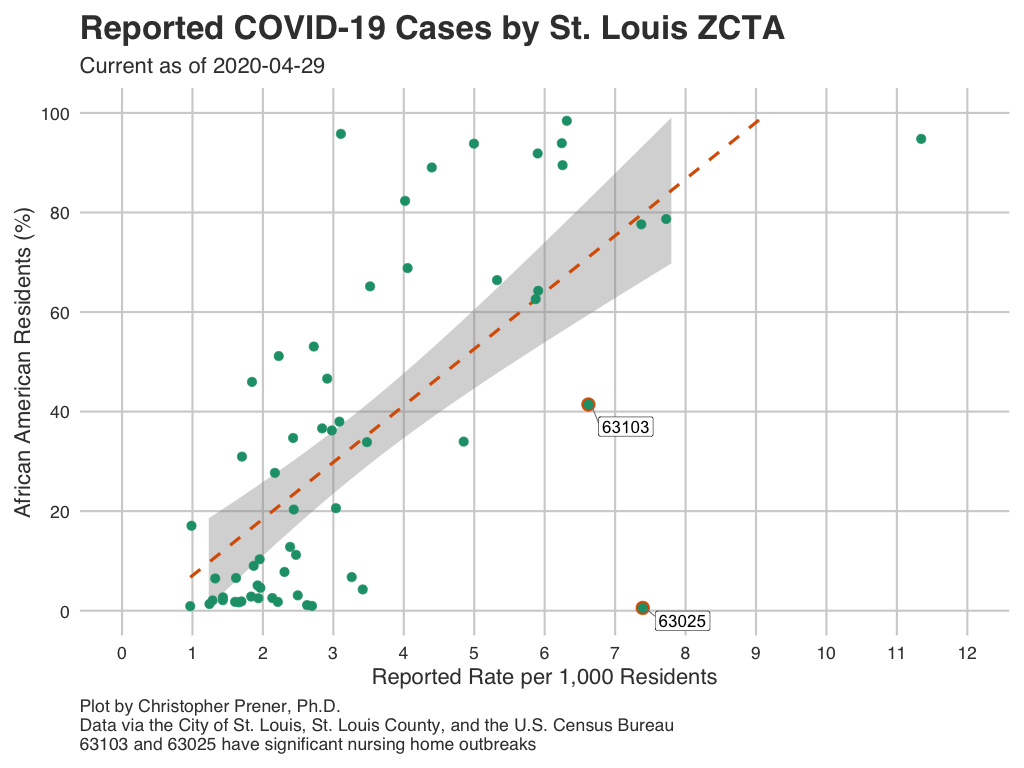 Reported COVID-19 Cases by St. Louis ZCTA
Current as of 2020-04-29
African American Residents (%)
100
80
60
40
20
0
63103
63025
0 1 2 3 4 5 6 7 8 9 10 11 12
Reported Rate per 1,000 Residents
Plot by Christopher Prener, Ph.D.
Data via the City of St. Louis, St. Louis County, and the U.S. Census Bureau
63103 and 63025 have significant nursing home outbreaks